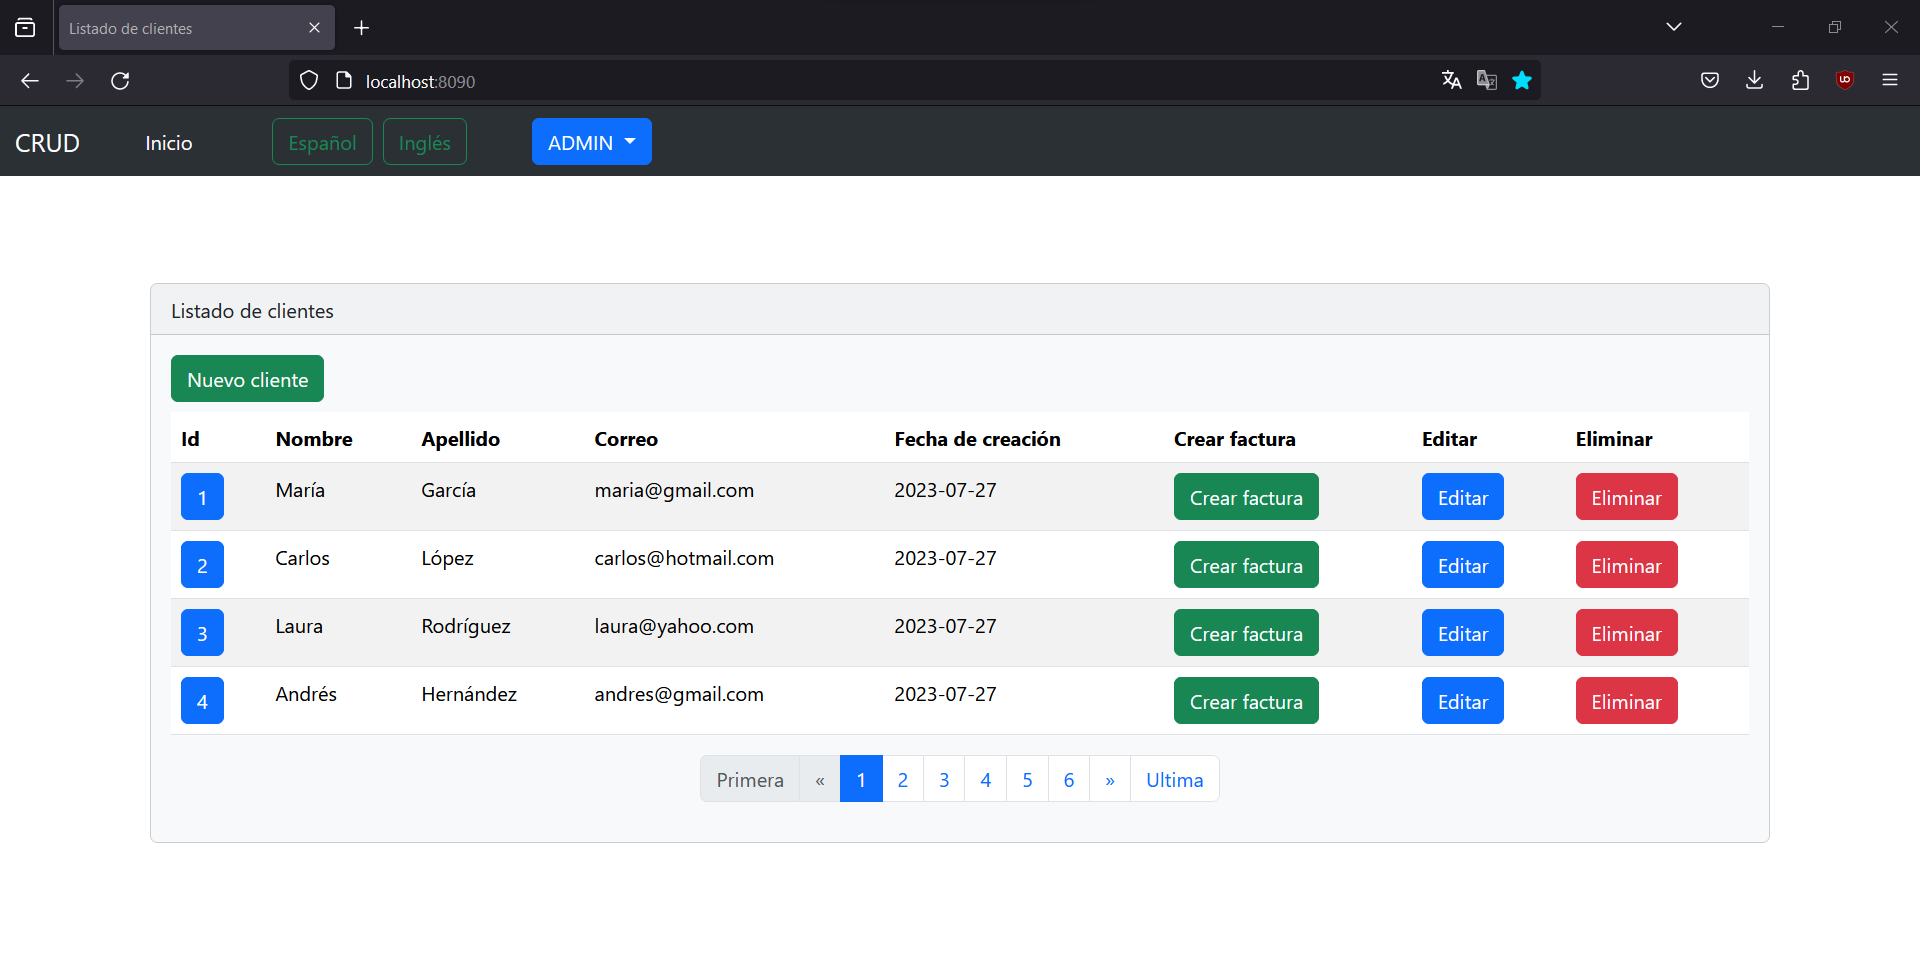 Listado de clientes
localhost:8090
CRUD Inicio Español Inglés ADMIN
Listado de clientes
Nuevo cliente
Id Nombre Apellido Correo Fecha de creación Crear factura Editar Eliminar
1 María García maria@gmail.com 2023-07-27 Crear factura Editar Eliminar
2 Carlos López carlos@hotmail.com 2023-07-27 Crear factura Editar Eliminar
3 Laura Rodríguez laura@yahoo.com 2023-07-27 Crear factura Editar Eliminar
4 Andrés Hernández andres@gmail.com 2023-07-27 Crear factura Editar Eliminar
Primera « 1 2 3 4 5 6 » Ultima